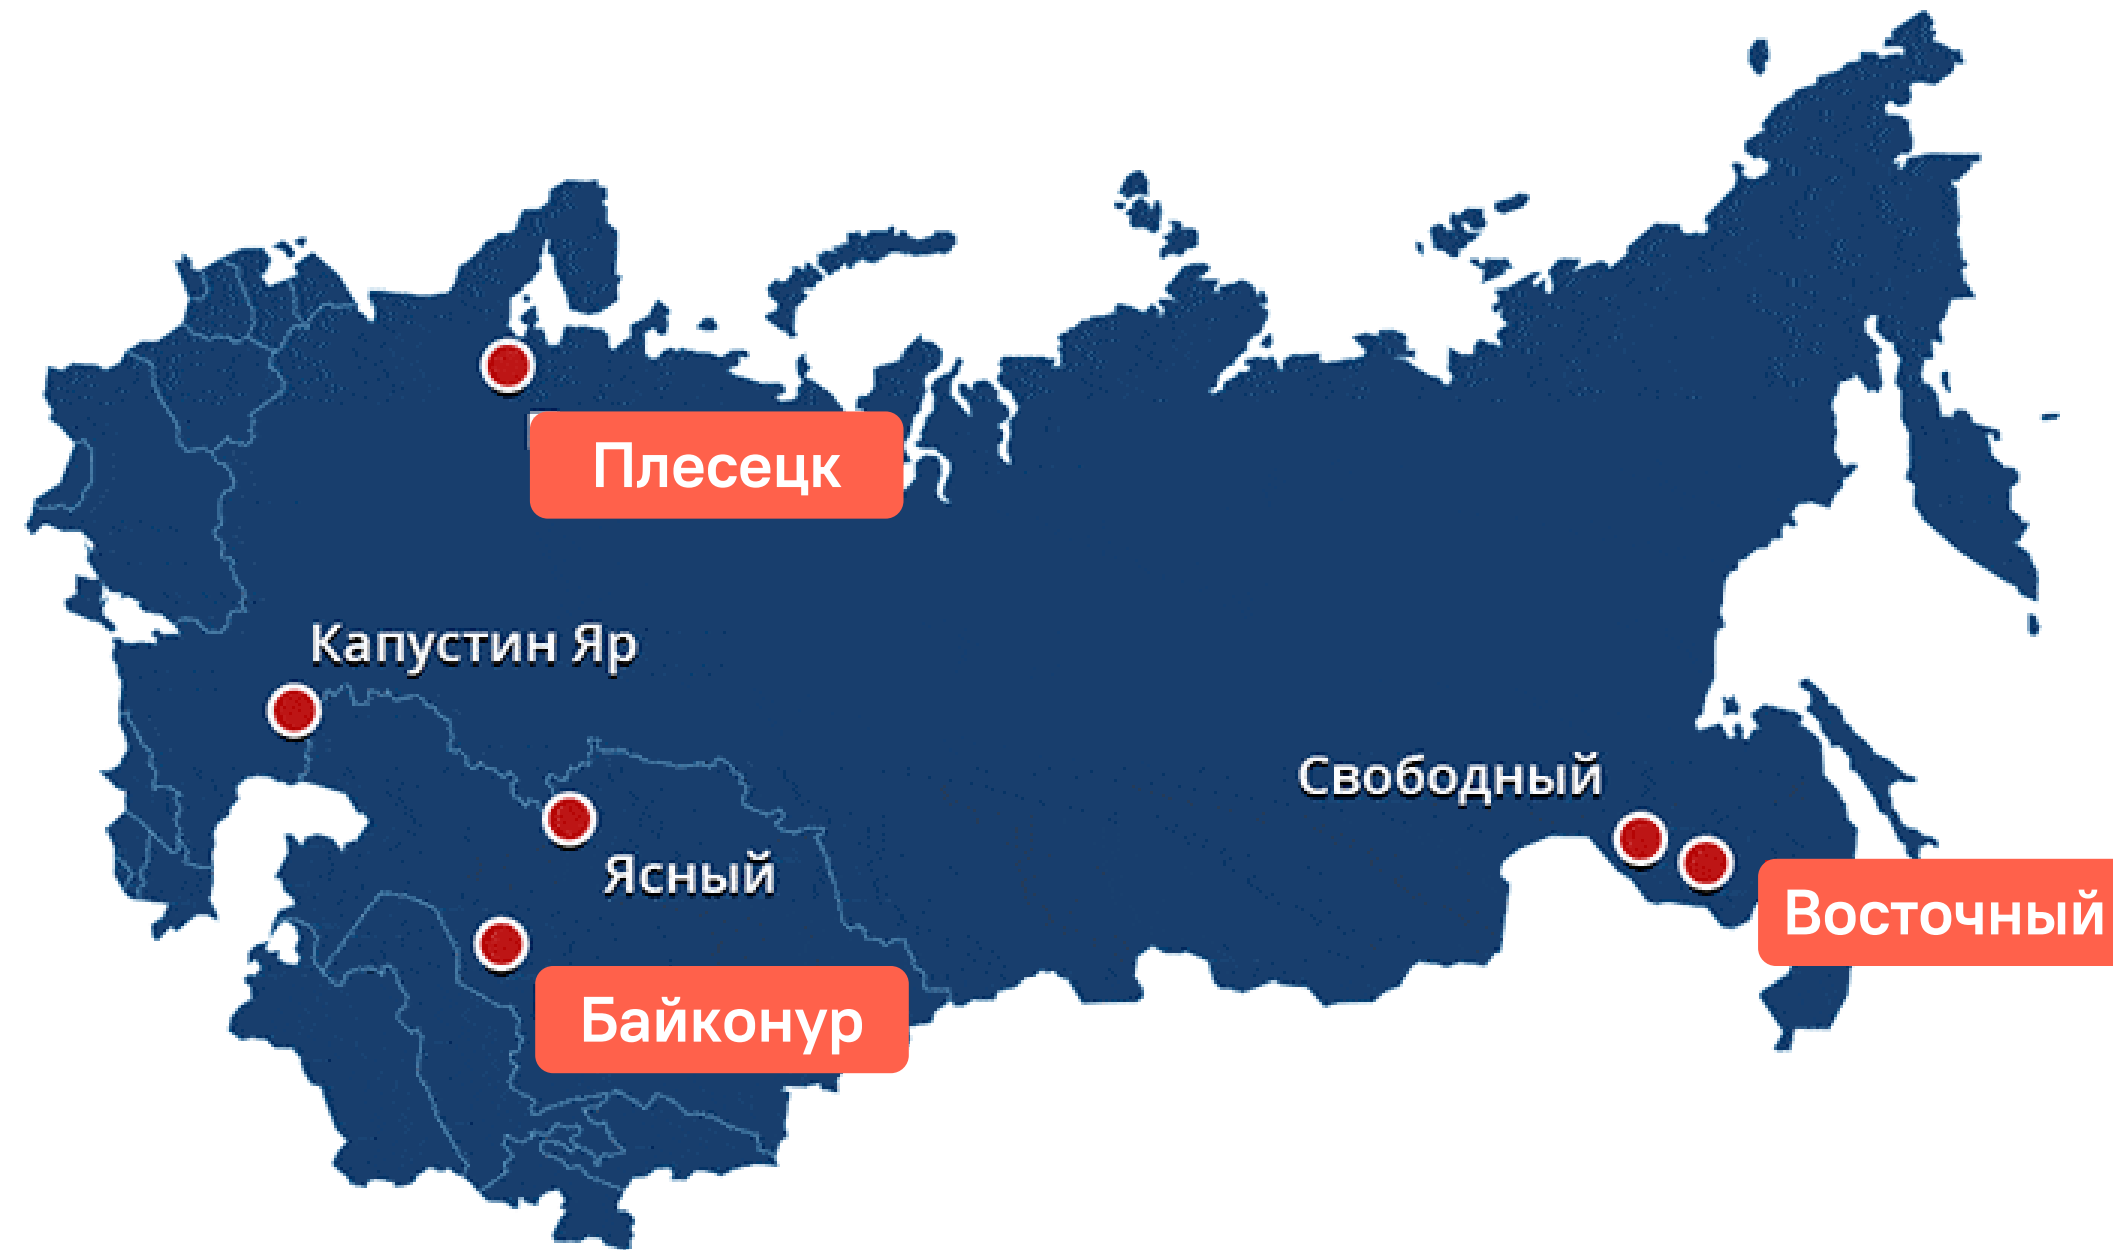 Плесецк
Капустин Яр
Свободный
Ясный
Восточный
Байконур